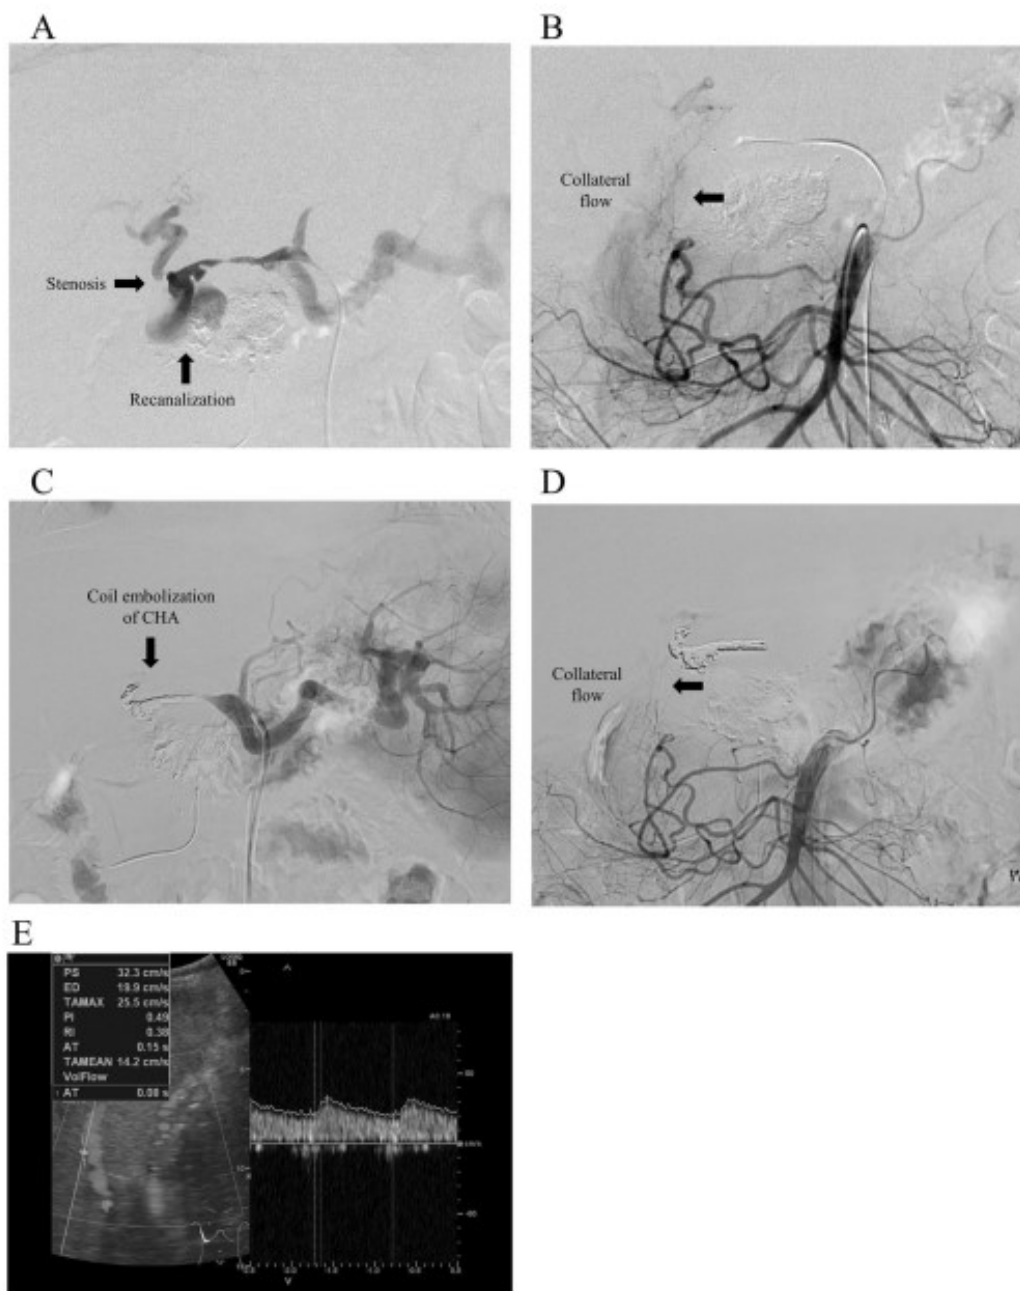 A
Stenosis
Recanalization
B
Collateral
flow
C
Coil embolization
of CHA
D
Collateral
flow
E
PS 32.3 cm/s
ED 19.9 cm/s
TAMAX 25.5 cm/s
PI 0.49
RI 0.38
AT 0.15 s
TAMEAN 14.2 cm/s
VolFlow
AT 0.08 s